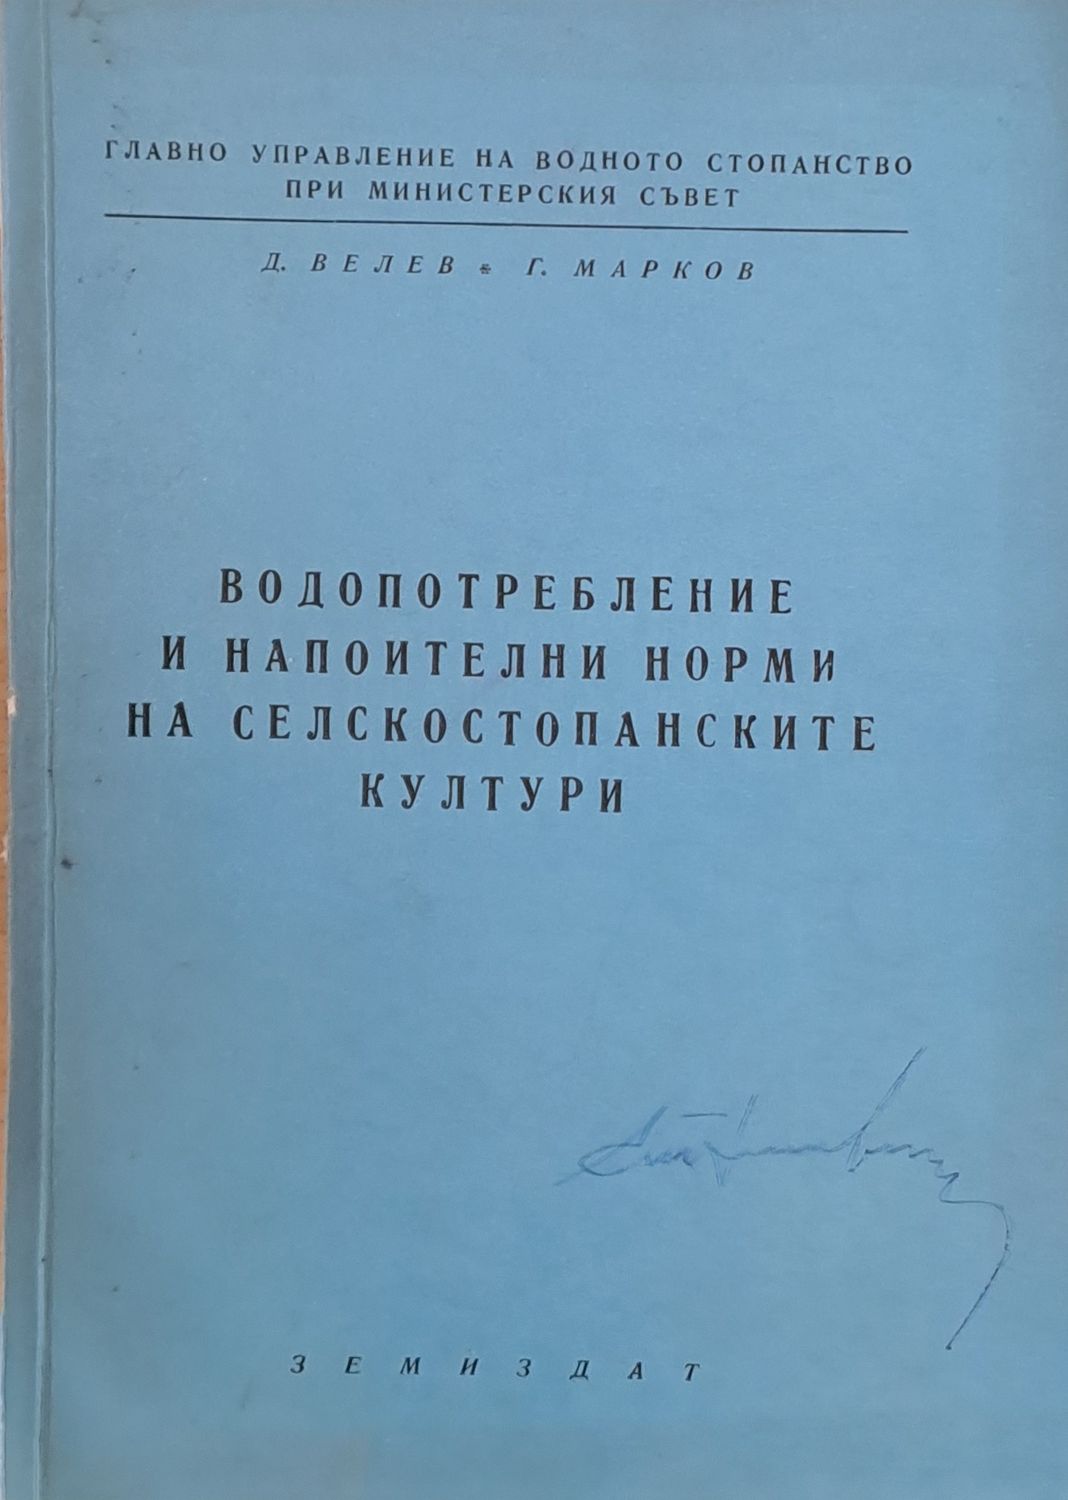 ГЛАВНО УПРАВЛЕНИЕ НА ВОДНОТО СТОПАНСТВО
ПРИ МИНИСТЕРСКИЯ СЪВЕТ
Д. ВЕЛЕВ * Г. МАРКОВ
ВОДОПОТРЕБЛЕНИЕ
И НАПОИТЕЛНИ НОРМИ
НА СЕЛСКОСТОПАНСКИТЕ
КУЛТУРИ
ЗЕМИЗДАТ